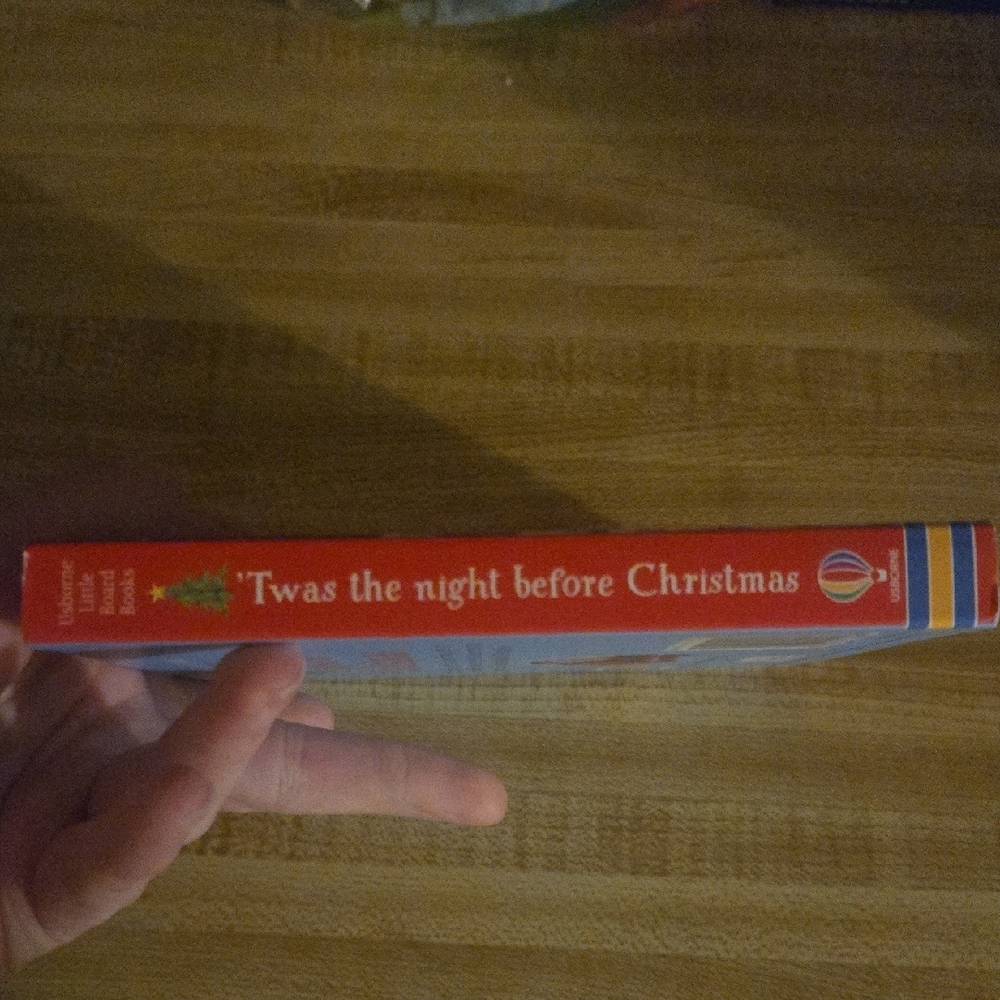 Usborne
Little
Board
Books
'Twas the night before Christmas
USBORNE